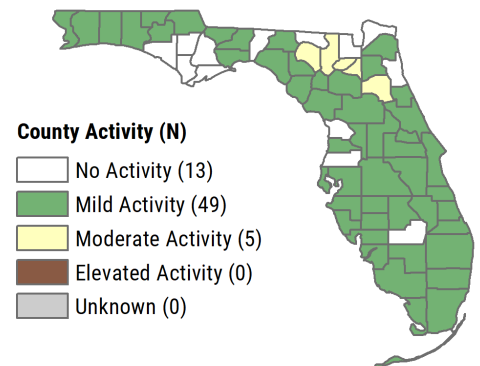 County Activity (N)
No Activity (13)
Mild Activity (49)
Moderate Activity (5)
Elevated Activity (0)
Unknown (0)